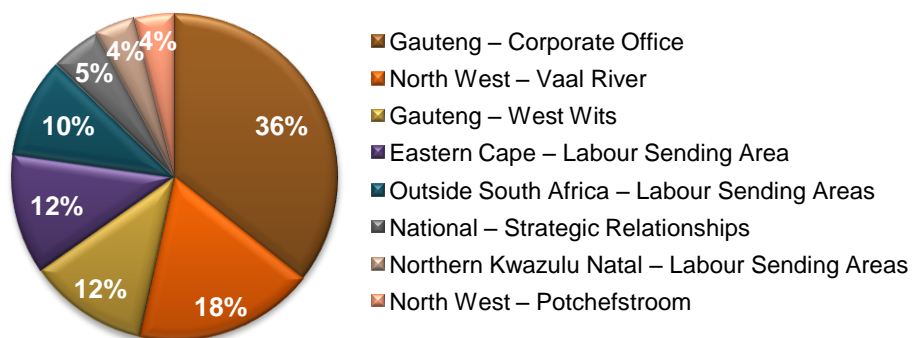 4%
4%
5%
36%
10%
12%
12%
18%
Gauteng – Corporate Office
North West – Vaal River
Gauteng – West Wits
Eastern Cape – Labour Sending Area
Outside South Africa – Labour Sending Areas
National – Strategic Relationships
Northern Kwazulu Natal – Labour Sending Areas
North West – Potchefstroom